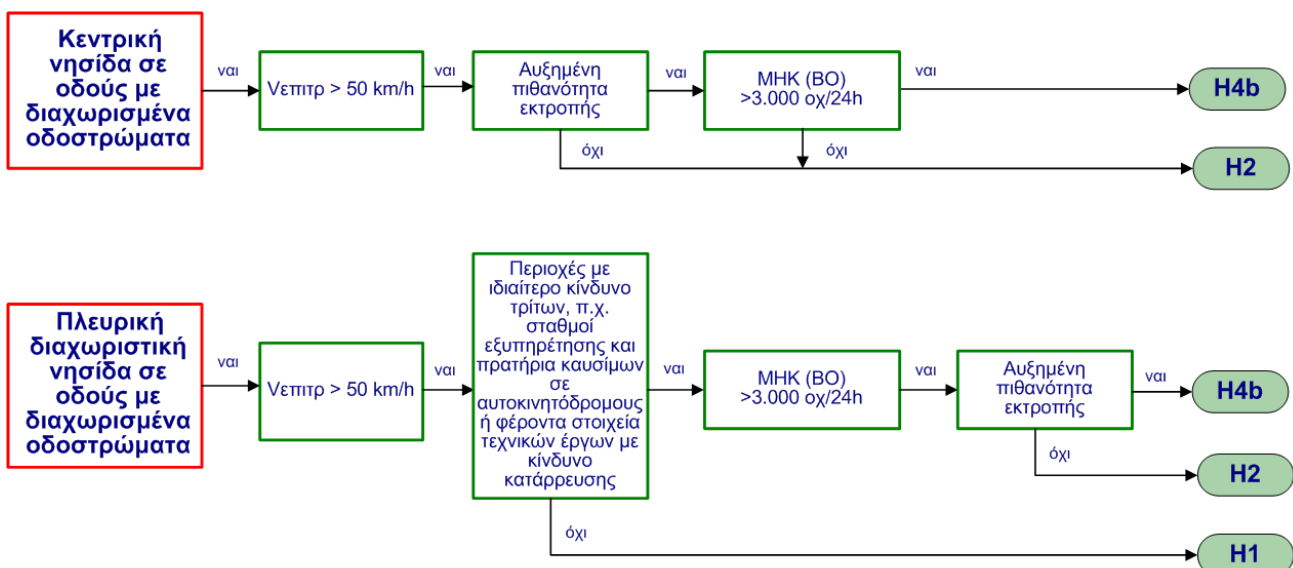 Κεντρική
νησίδα σε
οδούς με
διαχωρισμένα
οδοστρώματα
ναι
Vεπιτρ > 50 km/h
ναι
Αυξημένη
πιθανότητα
εκτροπής
ναι
ΜΗΚ (ΒΟ)
>3.000 οχ/24h
ναι
H4b
όχι
όχι
H2
Πλευρική
διαχωριστική
νησίδα σε
οδούς με
διαχωρισμένα
οδοστρώματα
ναι
Vεπιτρ > 50 km/h
ναι
Περιοχές με
ιδιαίτερο κίνδυνο
τρίτων, π.χ.
σταθμοί
εξυπηρέτησης και
πρατήρια καυσίμων
σε
αυτοκινητόδρομους
ή φέροντα στοιχεία
τεχνικών έργων με
κίνδυνο
κατάρρευσης
ναι
ΜΗΚ (ΒΟ)
>3.000 οχ/24h
ναι
Αυξημένη
πιθανότητα
εκτροπής
ναι
H4b
όχι
H2
όχι
H1